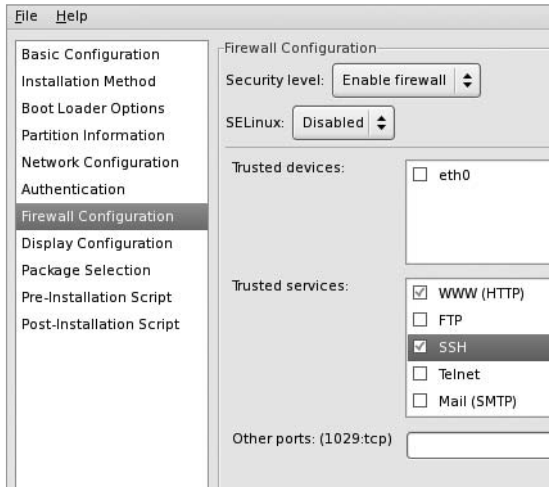 File Help
Basic Configuration
Installation Method
Boot Loader Options
Partition Information
Network Configuration
Authentication
Firewall Configuration
Display Configuration
Package Selection
Pre-Installation Script
Post-Installation Script
Firewall Configuration
Security level: Enable firewall
SELinux: Disabled
Trusted devices:
eth0
Trusted services:
WWW (HTTP)
FTP
SSH
Telnet
Mail (SMTP)
Other ports: (1029:tcp)